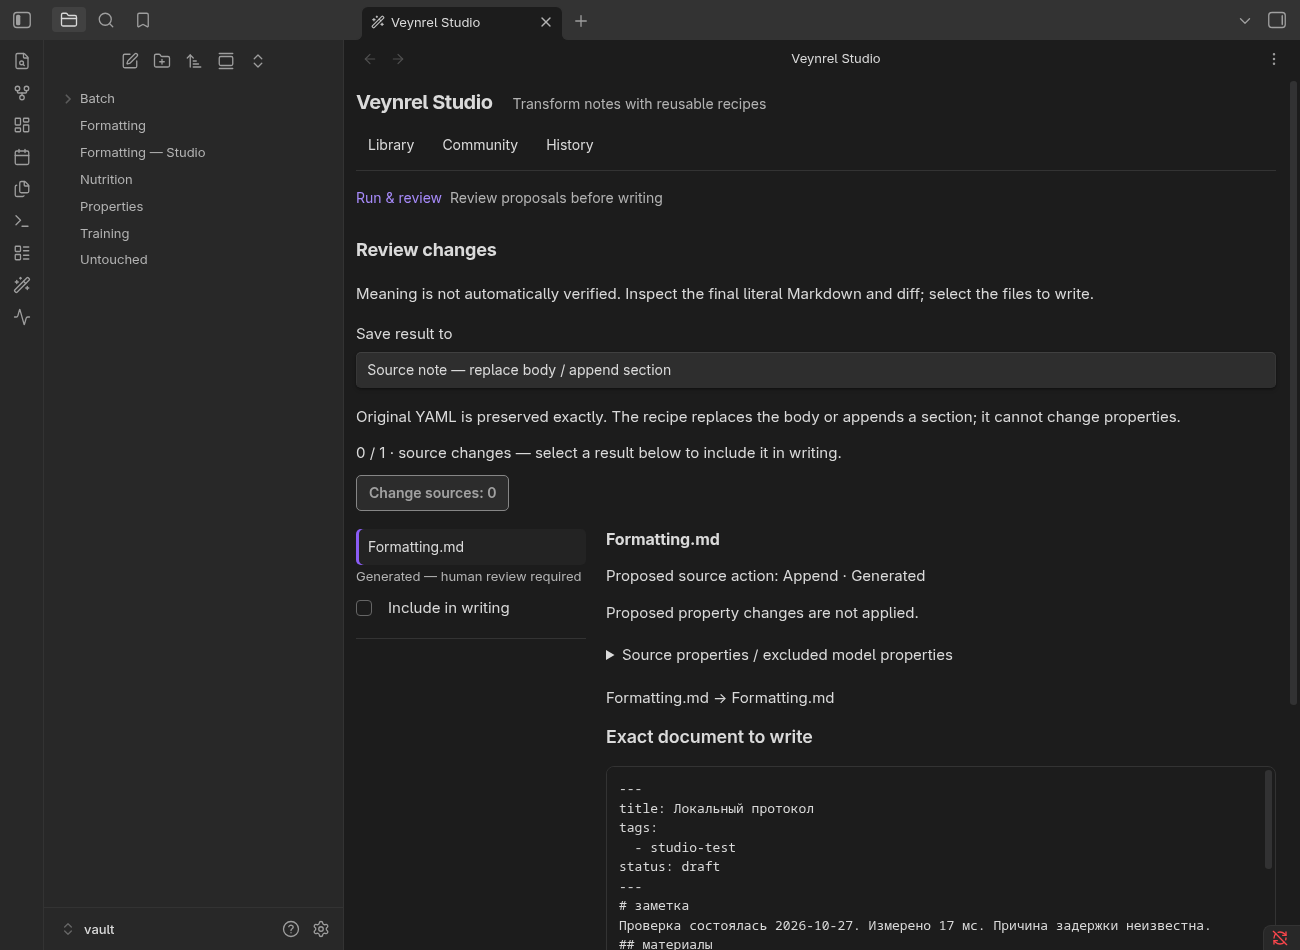 Veynrel Studio
Veynrel Studio
Batch
Formatting
Formatting — Studio
Nutrition
Properties
Training
Untouched
vault
Veynrel Studio
Transform notes with reusable recipes
Library
Community
History
Run & review
Review proposals before writing
Review changes
Meaning is not automatically verified. Inspect the final literal Markdown and diff; select the files to write.
Save result to
Source note — replace body / append section
Original YAML is preserved exactly. The recipe replaces the body or appends a section; it cannot change properties.
0 / 1 · source changes — select a result below to include it in writing.
Change sources: 0
Formatting.md
Generated — human review required
Include in writing
Formatting.md
Proposed source action: Append · Generated
Proposed property changes are not applied.
Source properties / excluded model properties
Formatting.md → Formatting.md
Exact document to write
---
title: Локальный протокол
tags:
  - studio-test
status: draft
---
# заметка
Проверка состоялась 2026-10-27. Измерено 17 мс. Причина задержки неизвестна.
## материалы